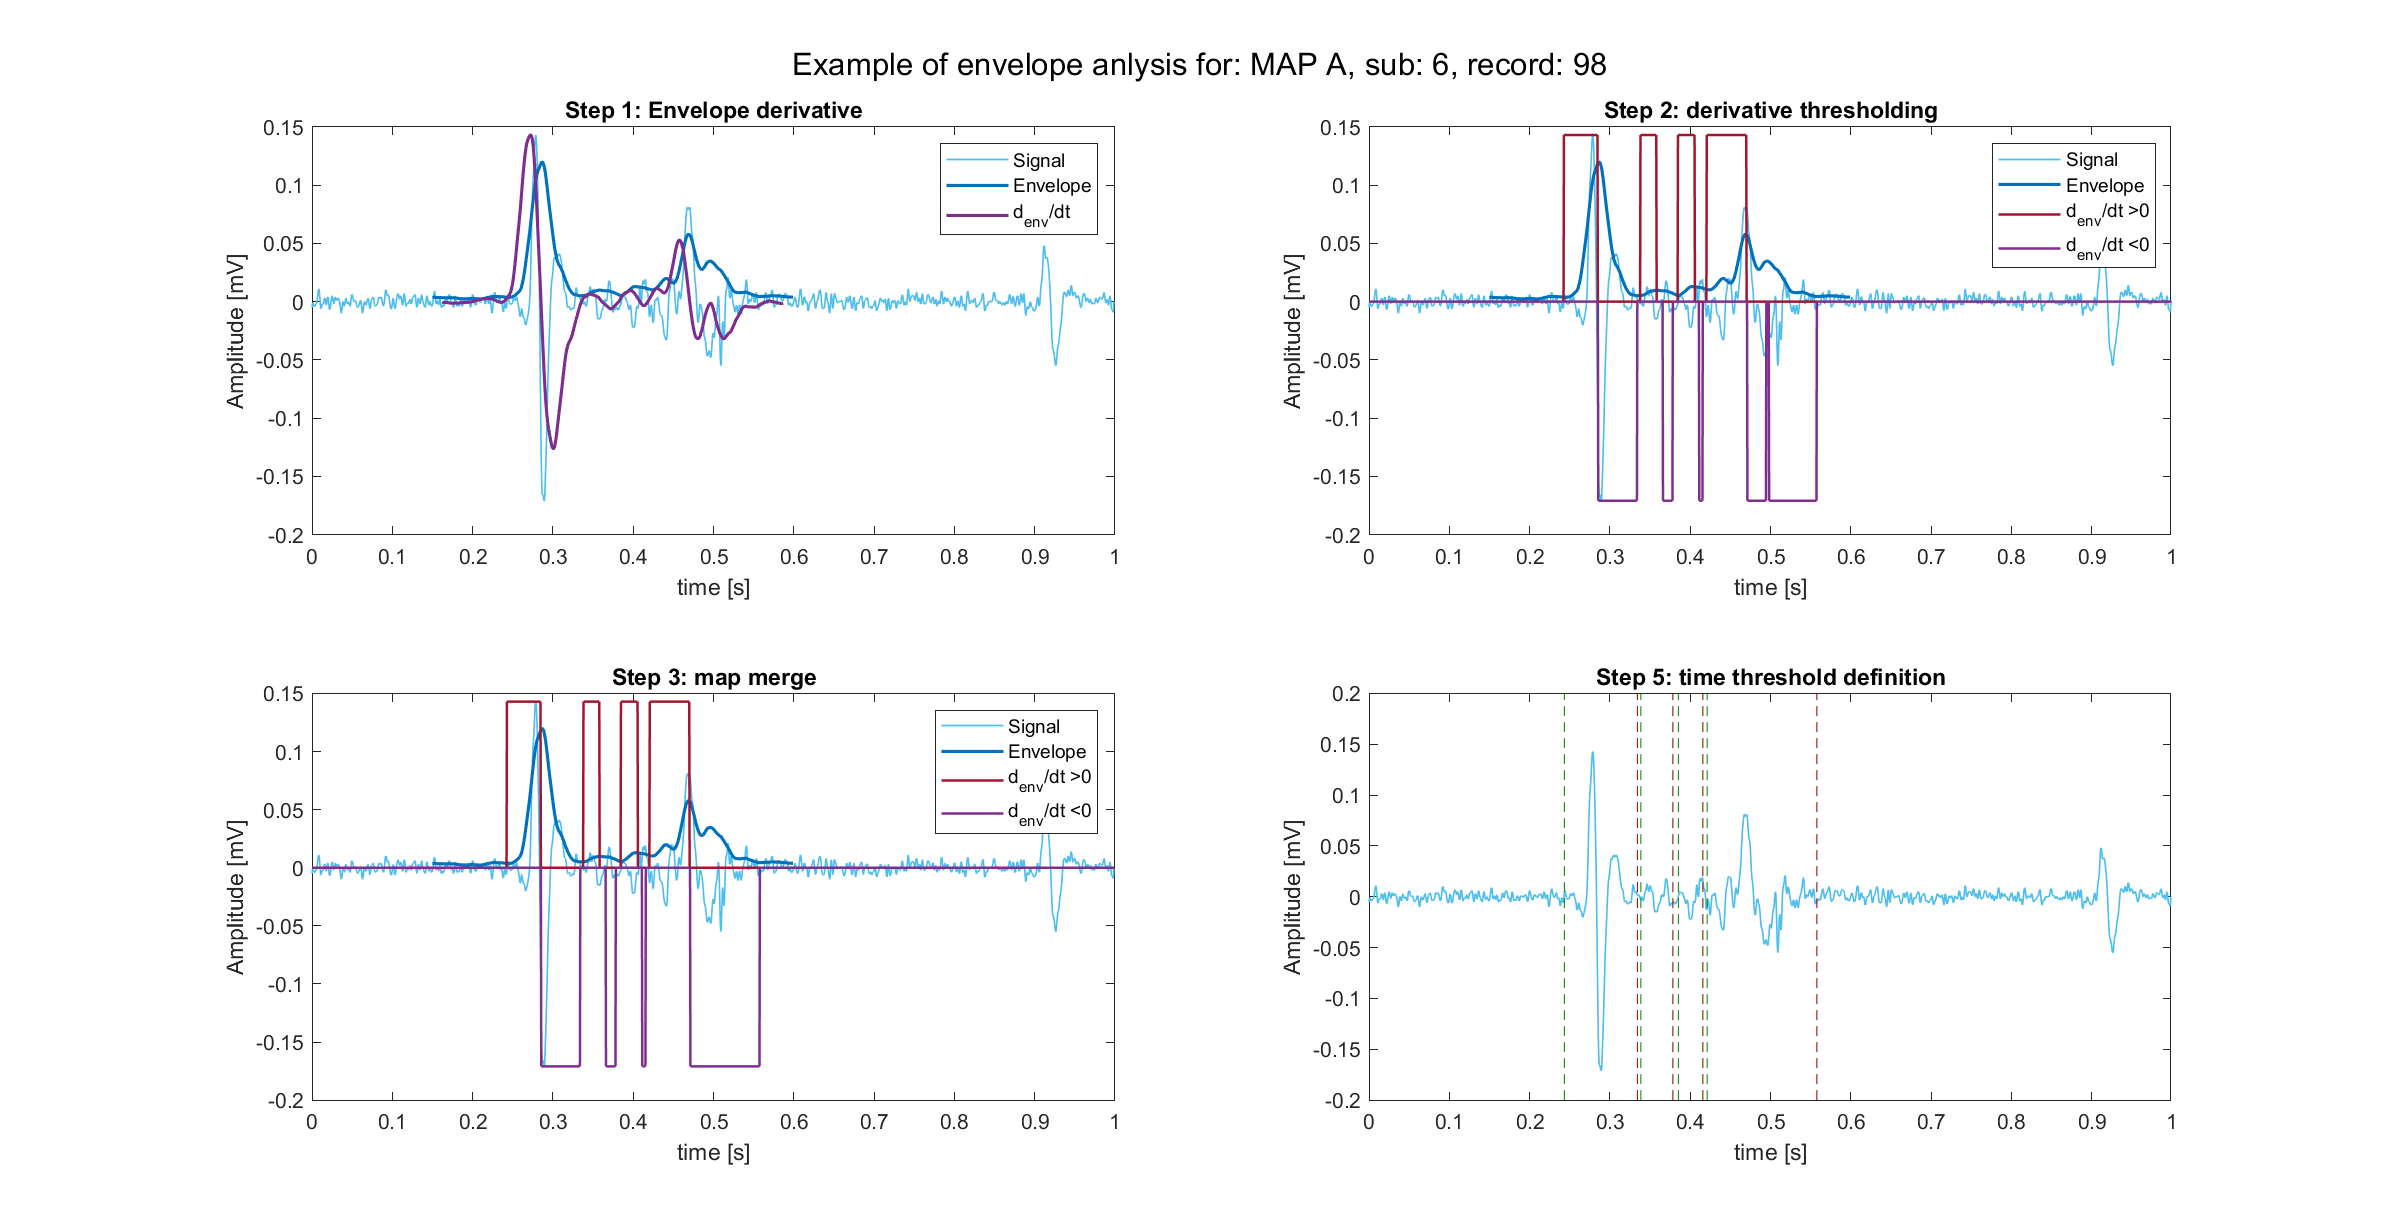 Example of envelope anlysis for: MAP A, sub: 6, record: 98
Step 1: Envelope derivative
0.15
0.1
0.05
0
-0.05
-0.1
-0.15
-0.2
Amplitude [mV]
0 0.1 0.2 0.3 0.4 0.5 0.6 0.7 0.8 0.9 1
time [s]
Signal
Envelope
d_env/dt
Step 2: derivative thresholding
0.15
0.1
0.05
0
-0.05
-0.1
-0.15
-0.2
Amplitude [mV]
0 0.1 0.2 0.3 0.4 0.5 0.6 0.7 0.8 0.9 1
time [s]
Signal
Envelope
d_env/dt >0
d_env/dt <0
Step 3: map merge
0.15
0.1
0.05
0
-0.05
-0.1
-0.15
-0.2
Amplitude [mV]
0 0.1 0.2 0.3 0.4 0.5 0.6 0.7 0.8 0.9 1
time [s]
Signal
Envelope
d_env/dt >0
d_env/dt <0
Step 5: time threshold definition
0.2
0.15
0.1
0.05
0
-0.05
-0.1
-0.15
-0.2
Amplitude [mV]
0 0.1 0.2 0.3 0.4 0.5 0.6 0.7 0.8 0.9 1
time [s]